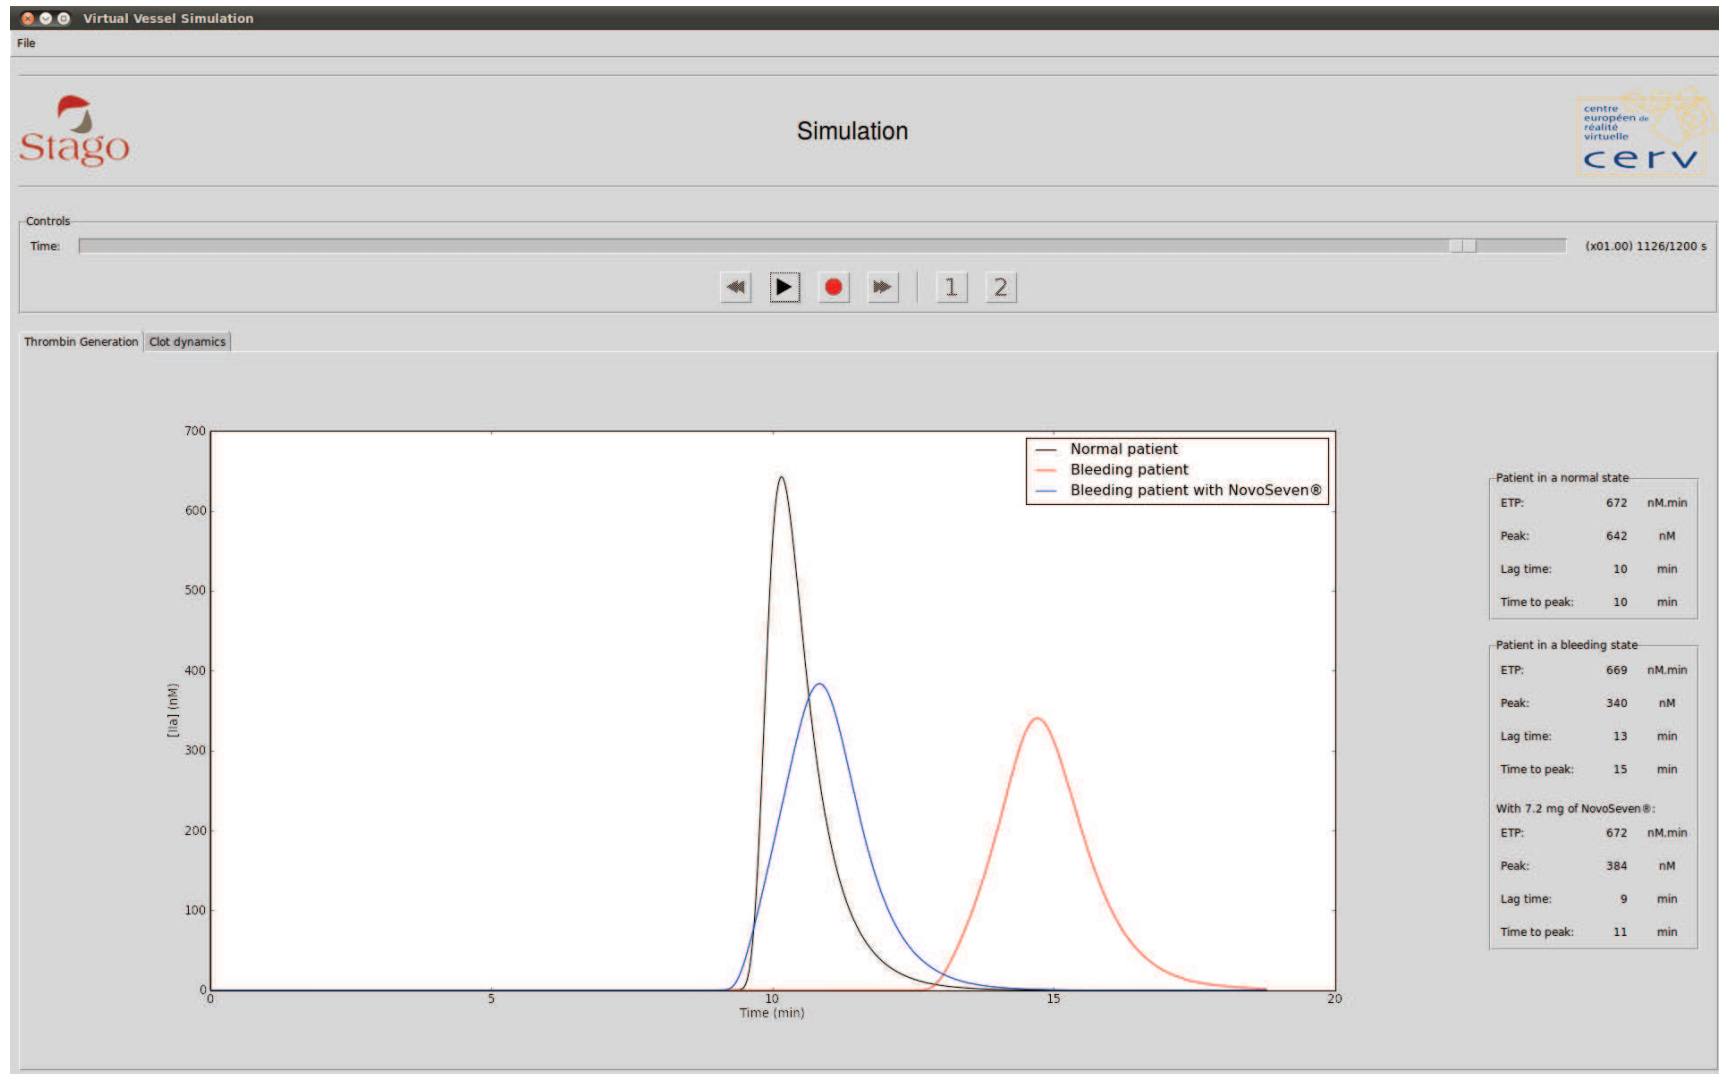 Virtual Vessel Simulation
File
Stago
Simulation
centre
européen de
réalité
virtuelle
cerv
Controls
Time:
(x01.00) 1126/1200 s
1 2
Thrombin Generation Clot dynamics
700
600
500
400
300
200
100
0
[IIa] (nM)
0 5 10 15 20
Time (min)
Normal patient
Bleeding patient
Bleeding patient with NovoSeven®
Patient in a normal state
ETP: 672 nM.min
Peak: 642 nM
Lag time: 10 min
Time to peak: 10 min
Patient in a bleeding state
ETP: 669 nM.min
Peak: 340 nM
Lag time: 13 min
Time to peak: 15 min
With 7.2 mg of NovoSeven®:
ETP: 672 nM.min
Peak: 384 nM
Lag time: 9 min
Time to peak: 11 min